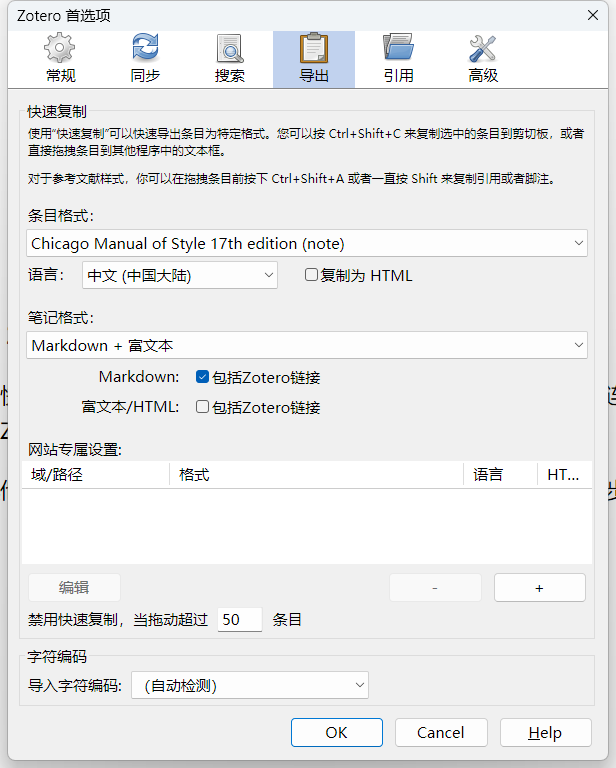 Zotero 首选项
常规 同步 搜索 导出 引用 高级
快速复制
使用“快速复制”可以快速导出条目为特定格式。您可以按 Ctrl+Shift+C 来复制选中的条目到剪切板，或者
直接拖拽条目到其他程序中的文本框。
对于参考文献样式，你可以在拖拽条目前按下 Ctrl+Shift+A 或者一直按 Shift 来复制引用或者脚注。
条目格式:
Chicago Manual of Style 17th edition (note)
语言: 中文 (中国大陆) 复制为 HTML
笔记格式:
Markdown + 富文本
Markdown: 包括Zotero链接
富文本/HTML: 包括Zotero链接
网站专属设置:
域/路径 格式 语言 HT...
编辑 - +
禁用快速复制，当拖动超过 50 条目
字符编码
导入字符编码: (自动检测)
OK Cancel Help